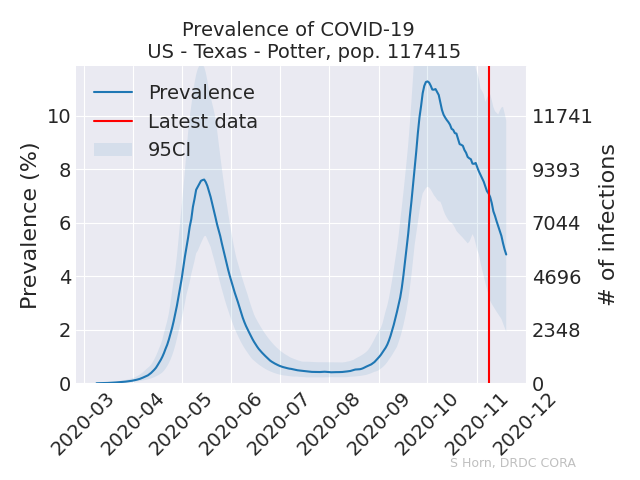 Prevalence of COVID-19
US - Texas - Potter, pop. 117415
Prevalence
Latest data
95CI
Prevalence (%)
10
8
6
4
2
0
11741
9393
7044
4696
2348
0
# of infections
2020-03
2020-04
2020-05
2020-06
2020-07
2020-08
2020-09
2020-10
2020-11
2020-12
S Horn, DRDC CORA